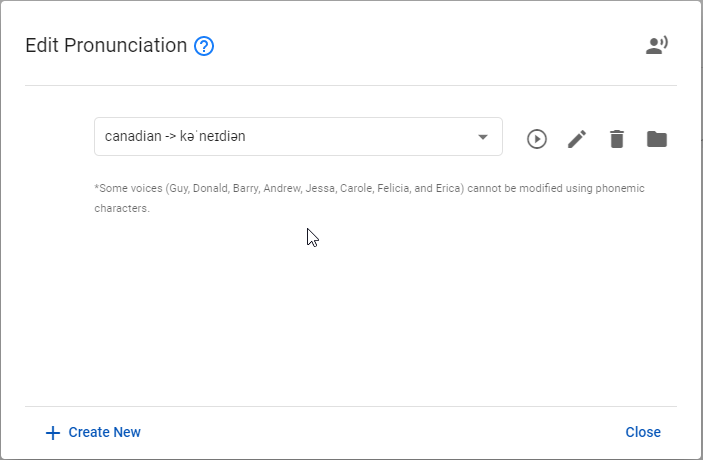 Edit Pronunciation ?
canadian -> kəˈneɪdiən
*Some voices (Guy, Donald, Barry, Andrew, Jessa, Carole, Felicia, and Erica) cannot be modified using phonemic
characters.
+ Create New
Close